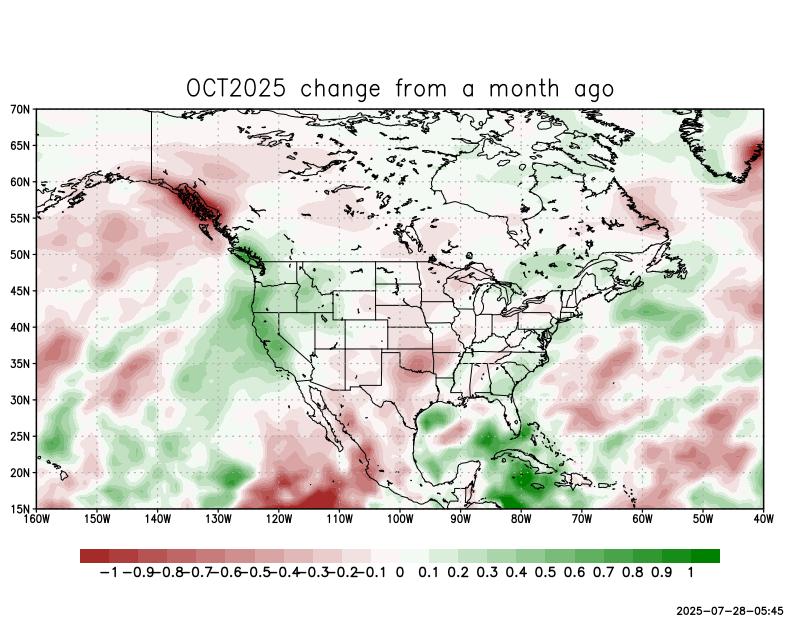 OCT2025 change from a month ago
70N
65N
60N
55N
50N
45N
40N
35N
30N
25N
20N
15N
160W 150W 140W 130W 120W 110W 100W 90W 80W 70W 60W 50W 40W
-1 -0.9 -0.8 -0.7 -0.6 -0.5 -0.4 -0.3 -0.2 -0.1 0 0.1 0.2 0.3 0.4 0.5 0.6 0.7 0.8 0.9 1
2025-07-28-05:45